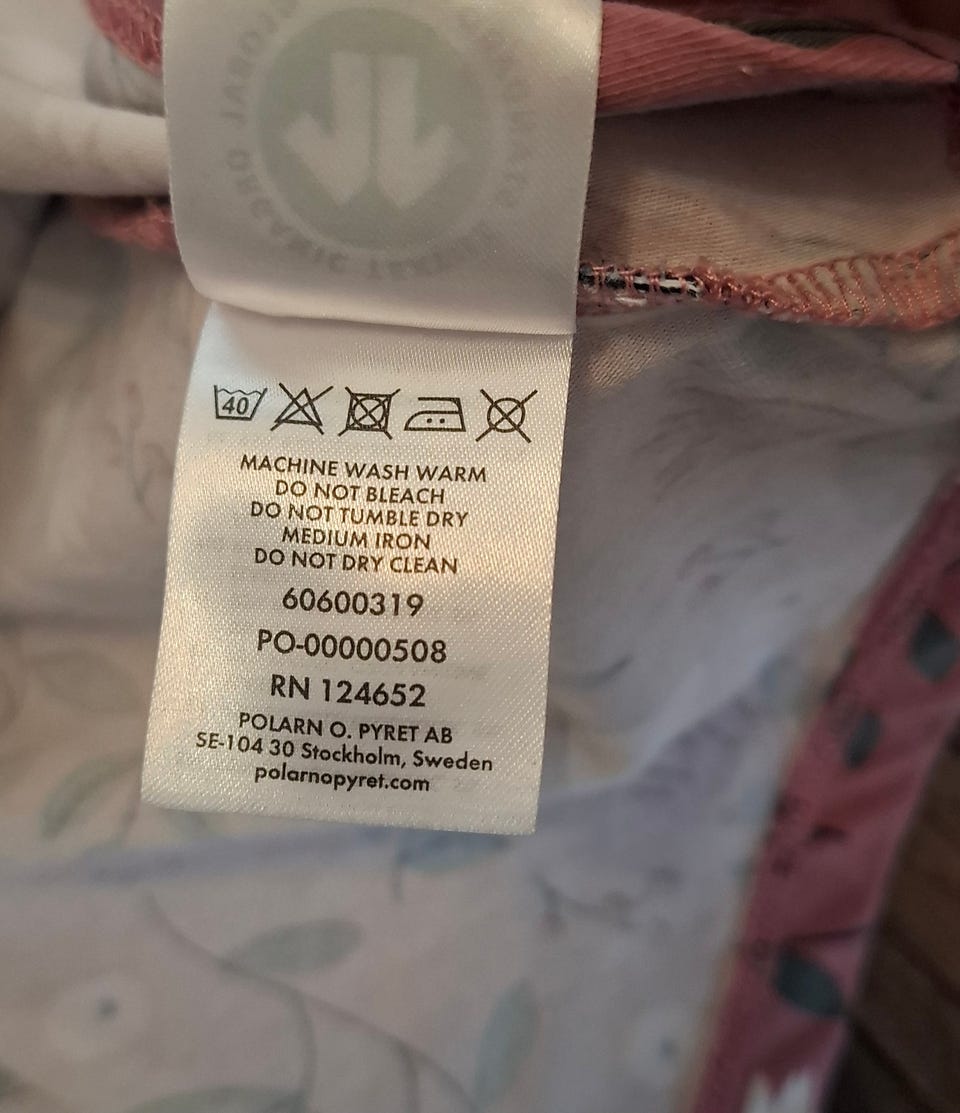 40
MACHINE WASH WARM
DO NOT BLEACH
DO NOT TUMBLE DRY
MEDIUM IRON
DO NOT DRY CLEAN
60600319
PO-00000508
RN 124652
POLARN O. PYRET AB
SE-104 30 Stockholm, Sweden
polarnopyret.com